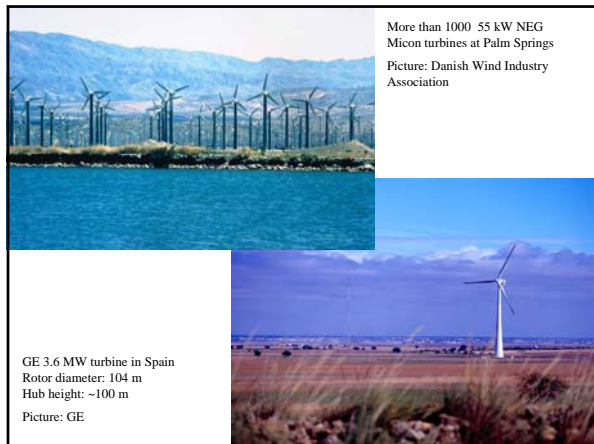 More than 1000  55 kW NEG
Micon turbines at Palm Springs
Picture: Danish Wind Industry
Association
GE 3.6 MW turbine in Spain
Rotor diameter: 104 m
Hub height: ~100 m
Picture: GE